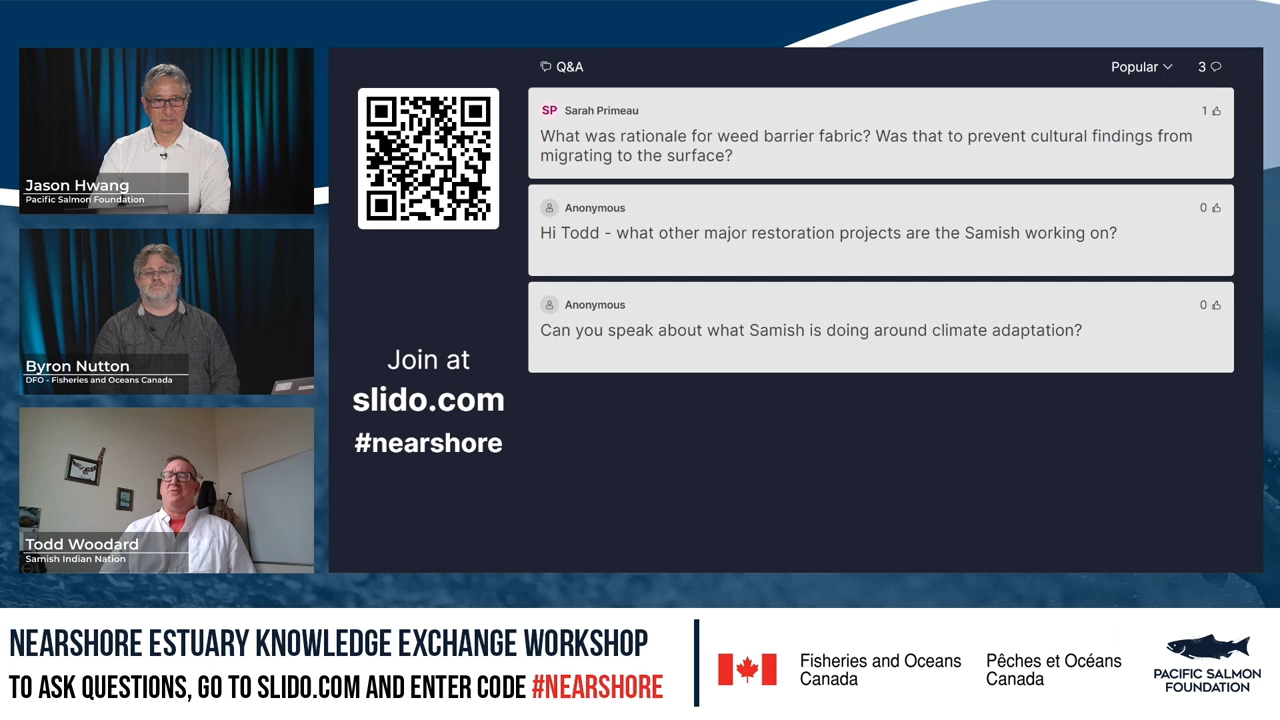 Jason Hwang
Pacific Salmon Foundation
Byron Nutton
DFO - Fisheries and Oceans Canada
Todd Woodard
Samish Indian Nation
Join at
slido.com
#nearshore
Q&A
Popular
3
SP Sarah Primeau
1
What was rationale for weed barrier fabric? Was that to prevent cultural findings from
migrating to the surface?
Anonymous
0
Hi Todd - what other major restoration projects are the Samish working on?
Anonymous
0
Can you speak about what Samish is doing around climate adaptation?
NEARSHORE ESTUARY KNOWLEDGE EXCHANGE WORKSHOP
TO ASK QUESTIONS, GO TO SLIDO.COM AND ENTER CODE #NEARSHORE
Fisheries and Oceans
Canada
Pêches et Océans
Canada
PACIFIC SALMON
FOUNDATION